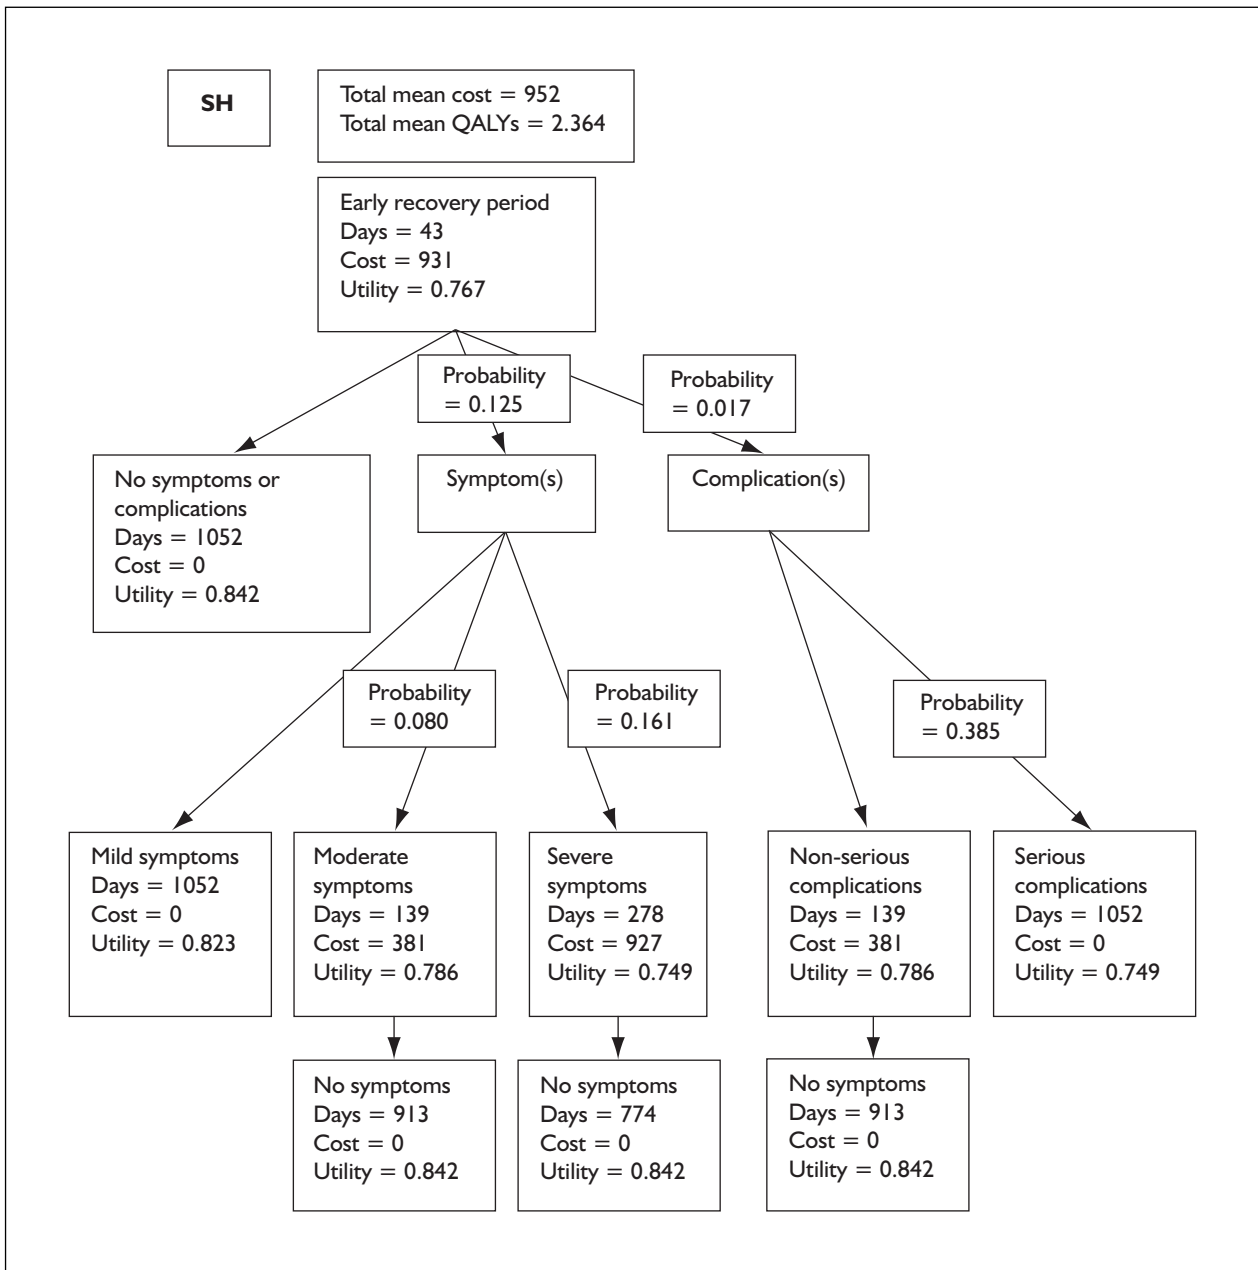 SH
Total mean cost = 952
Total mean QALYs = 2.364
Early recovery period
Days = 43
Cost = 931
Utility = 0.767
Probability
= 0.125
Probability
= 0.017
No symptoms or
complications
Days = 1052
Cost = 0
Utility = 0.842
Symptom(s)
Complication(s)
Probability
= 0.080
Probability
= 0.161
Probability
= 0.385
Mild symptoms
Days = 1052
Cost = 0
Utility = 0.823
Moderate
symptoms
Days = 139
Cost = 381
Utility = 0.786
Severe
symptoms
Days = 278
Cost = 927
Utility = 0.749
Non-serious
complications
Days = 139
Cost = 381
Utility = 0.786
Serious
complications
Days = 1052
Cost = 0
Utility = 0.749
No symptoms
Days = 913
Cost = 0
Utility = 0.842
No symptoms
Days = 774
Cost = 0
Utility = 0.842
No symptoms
Days = 913
Cost = 0
Utility = 0.842